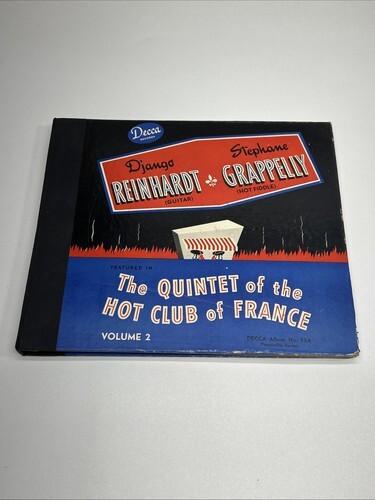 Decca
RECORDS
Django Stephane
REINHARDT GRAPPELLY
(GUITAR) (HOT FIDDLE)
FEATURED IN
The QUINTET of the
HOT CLUB of FRANCE
VOLUME 2
DECCA Album No.